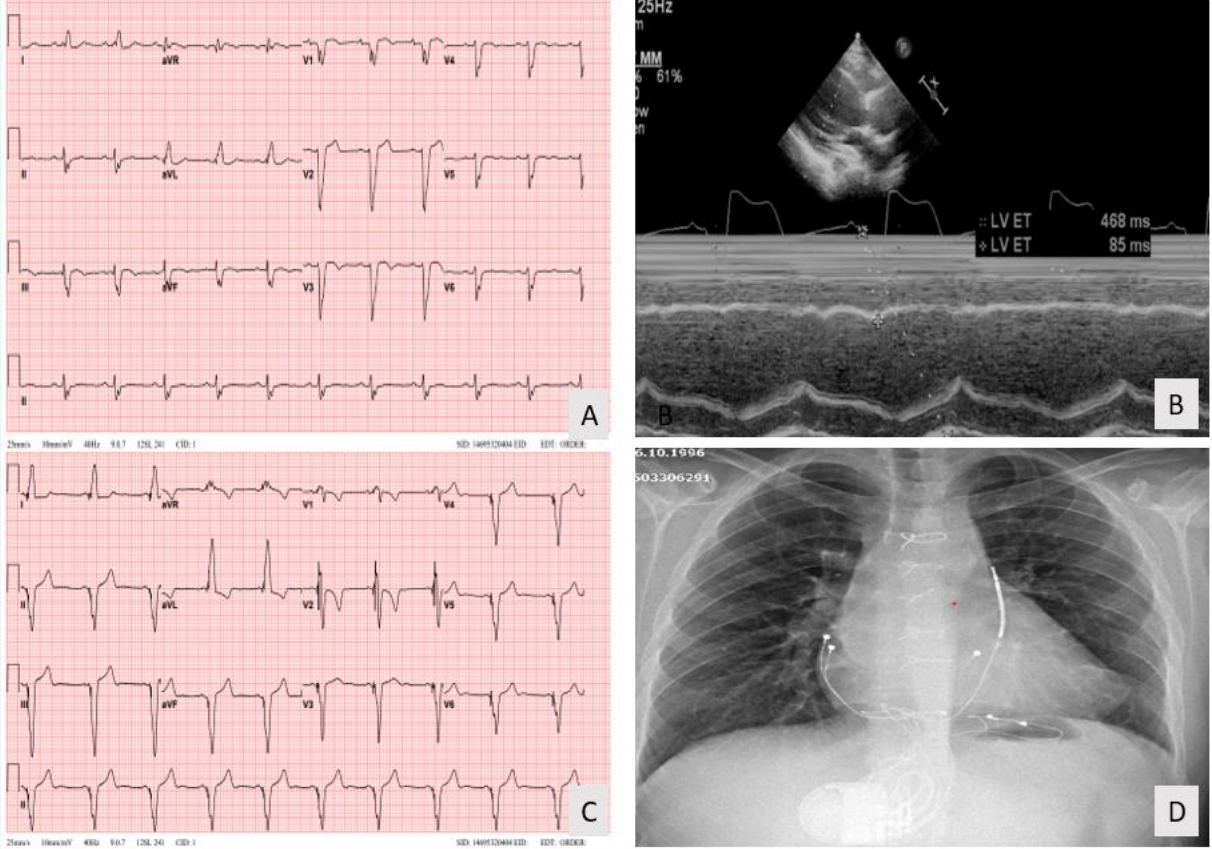 I aVR V1 V4
II aVL V2 V5
III aVF V3 V6
II
A
25mm/s 10mm/mV 40Hz 9.0.7 12SL 241 CID: 1 SID: 14695320404 EID: EDT: ORDER:
25Hz
m
MM
% 61%
LV ET 468 ms
LV ET 85 ms
B
B
I aVR V1 V4
II aVL V2 V5
III aVF V3 V6
II
C
25mm/s 10mm/mV 40Hz 9.0.7 12SL 241 CID: 1 SID: 14695320404 EID: EDT: ORDER:
6.10.1996
503306291
D